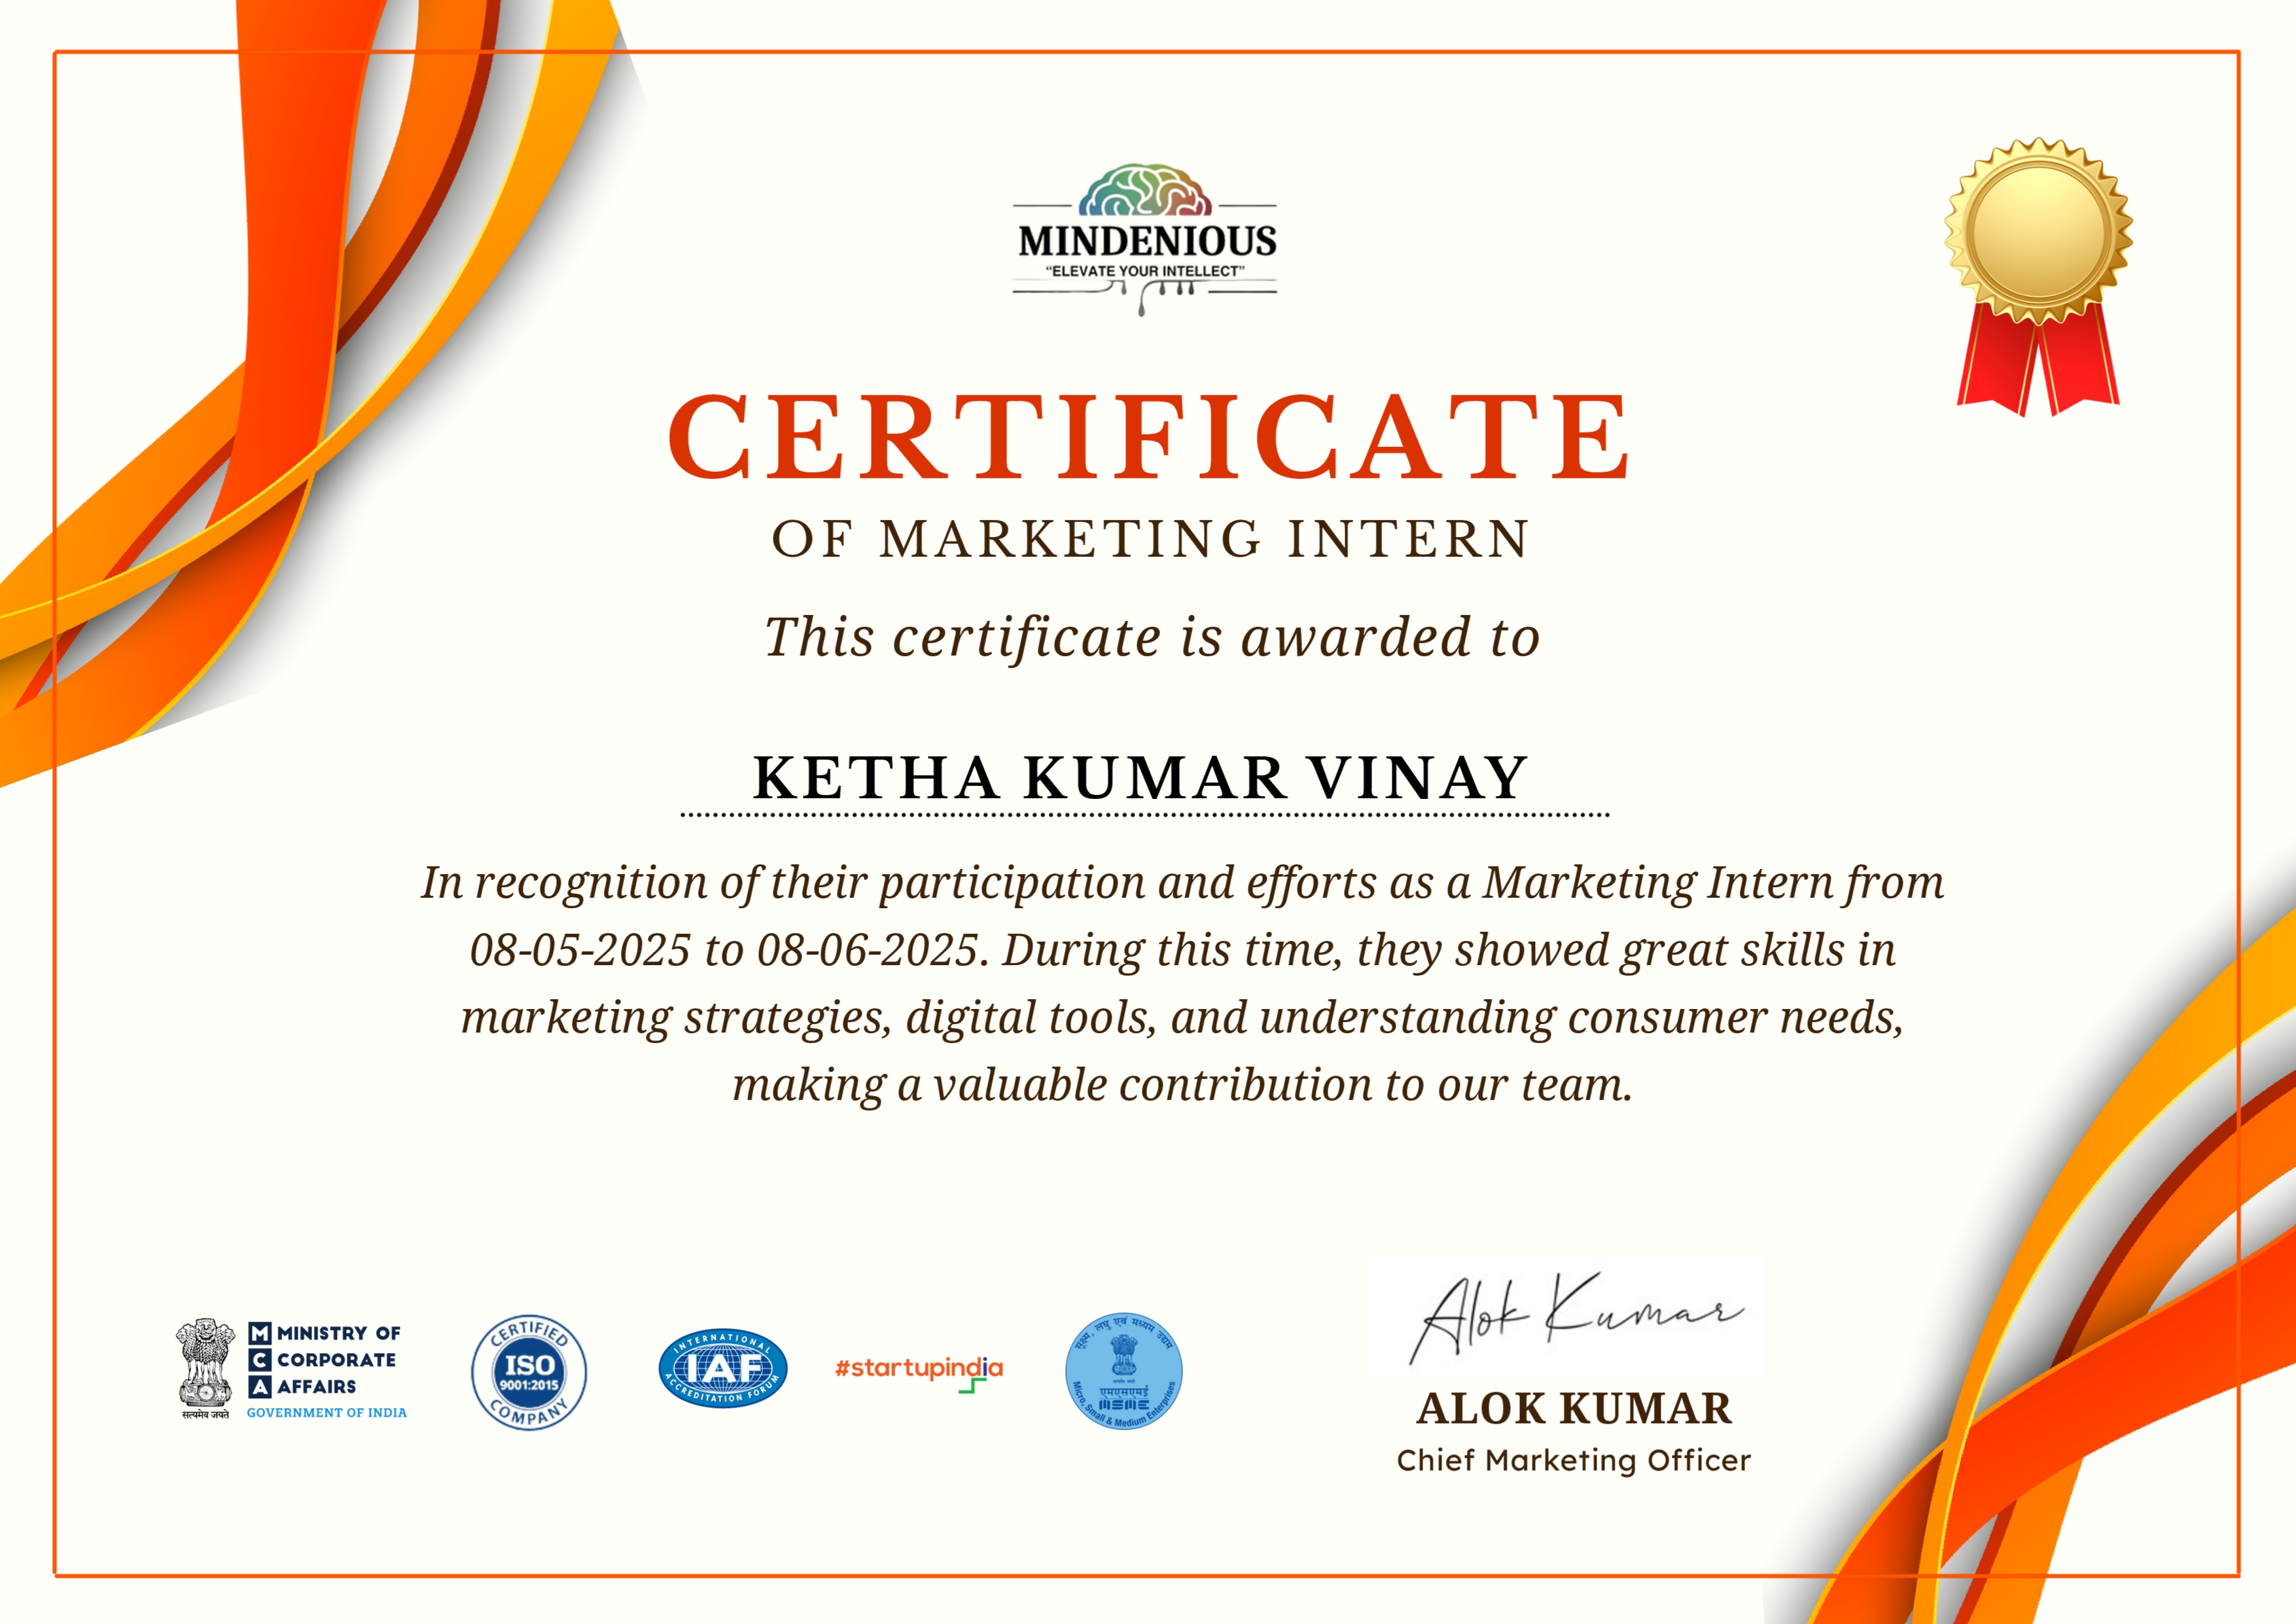 MINDENIOUS
"ELEVATE YOUR INTELLECT"
CERTIFICATE
OF MARKETING INTERN
This certificate is awarded to
KETHA KUMAR VINAY
In recognition of their participation and efforts as a Marketing Intern from
08-05-2025 to 08-06-2025. During this time, they showed great skills in
marketing strategies, digital tools, and understanding consumer needs,
making a valuable contribution to our team.
सत्यमेव जयते
M MINISTRY OF
C CORPORATE
A AFFAIRS
GOVERNMENT OF INDIA
CERTIFIED
ISO
9001:2015
COMPANY
INTERNATIONAL
IAF
ACCREDITATION FORUM
#startupindia
सूक्ष्म, लघु एवं मध्यम उद्यम
सत्यमेव जयते
एमएसएमई
MSME
Micro, Small & Medium Enterprises
Alok Kumar
ALOK KUMAR
Chief Marketing Officer